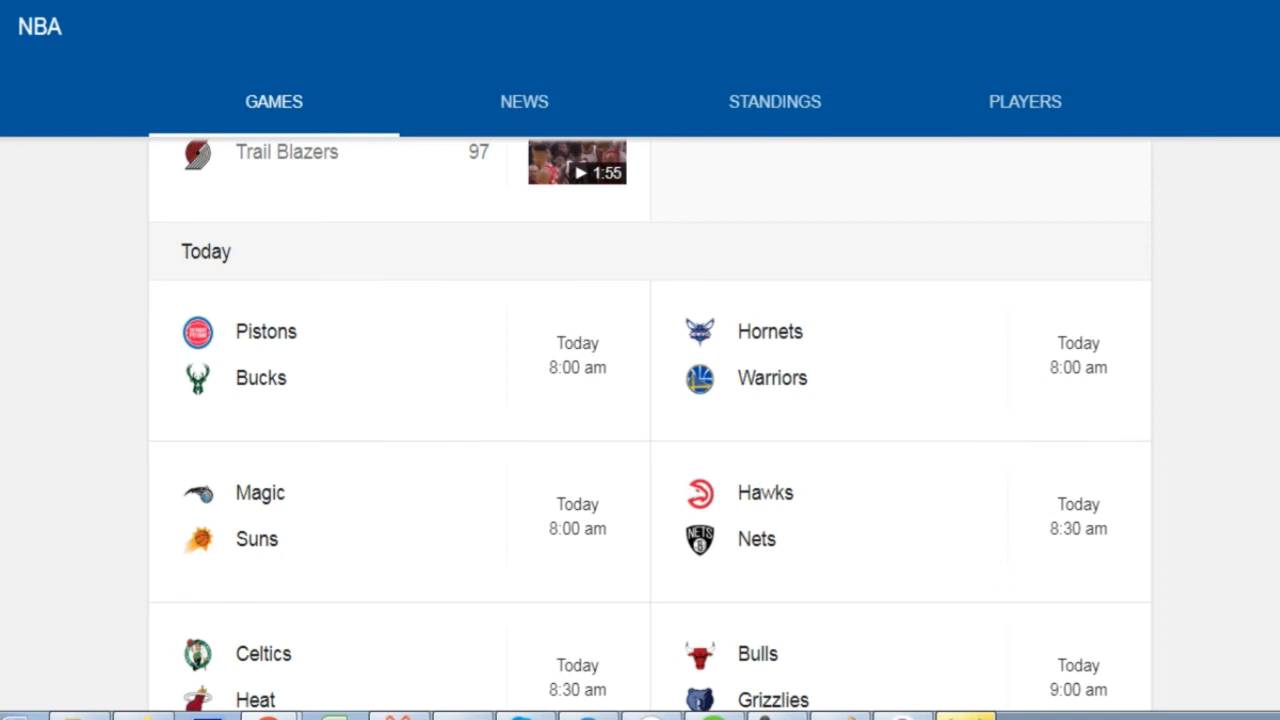 NBA
GAMES NEWS STANDINGS PLAYERS
Trail Blazers 97
1:55
Today
Pistons
Bucks
Today
8:00 am
Hornets
Warriors
Today
8:00 am
Magic
Suns
Today
8:00 am
Hawks
Nets
Today
8:30 am
NETS
Celtics
Heat
Today
8:30 am
Bulls
Grizzlies
Today
9:00 am